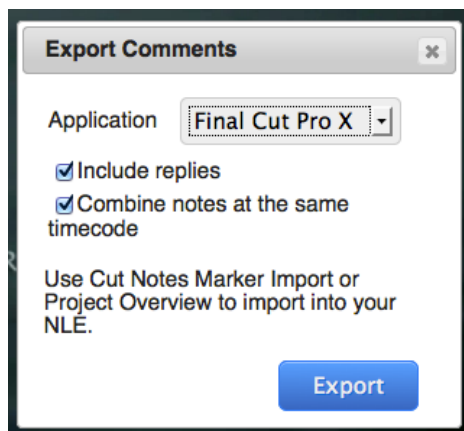 Export Comments
Application Final Cut Pro X
Include replies
Combine notes at the same
timecode
Use Cut Notes Marker Import or
Project Overview to import into your
NLE.
Export